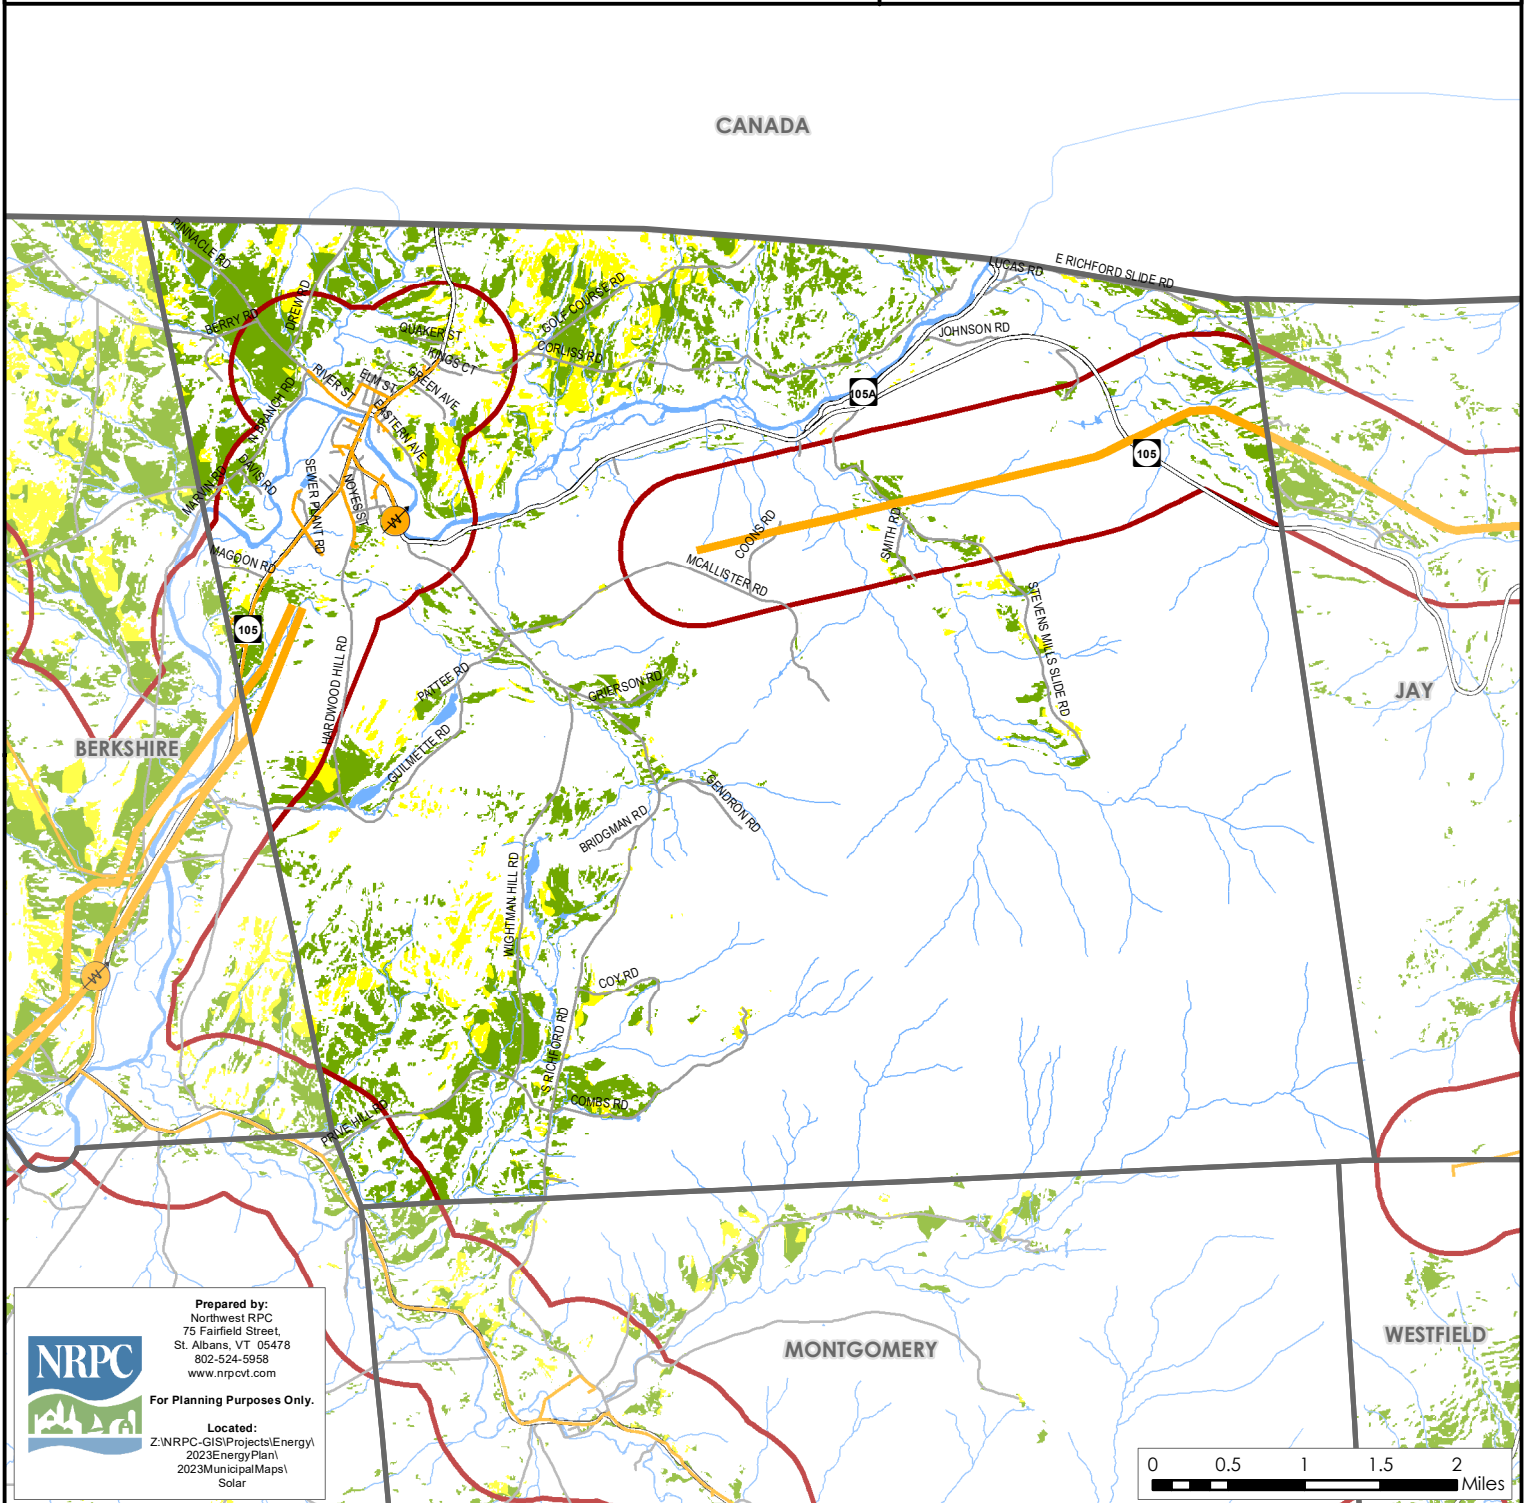 CANADA
PINNACLE RD
BERRY RD
DREW RD
QUAKER ST
KINGS CT
GOLF COURSE RD
CORLISS RD
LUCAS RD
E RICHFORD SLIDE RD
JOHNSON RD
RIVER ST
ELM ST
GREEN AVE
EASTERN AVE
N BRANCH RD
DAVIS RD
MARVIN RD
SEWER PLANT RD
NOYES ST
W
105A
105
MAGOON RD
COONS RD
MCALLISTER RD
SMITH RD
STEVENS MILLS SLIDE RD
105
HARDWOOD HILL RD
PATTEE RD
GUILMETTE RD
GRIERSON RD
JAY
BERKSHIRE
GENDRON RD
BRIDGMAN RD
WIGHTMAN HILL RD
W
COY RD
S RICHFORD RD
COMBS RD
PRIVE HILL RD
MONTGOMERY
WESTFIELD
NRPC
Prepared by:
Northwest RPC
75 Fairfield Street,
St. Albans, VT 05478
802-524-5958
www.nrpcvt.com
For Planning Purposes Only.
Located:
Z:\NRPC-GIS\Projects\Energy\
2023EnergyPlan\
2023MunicipalMaps\
Solar
0 0.5 1 1.5 2
Miles